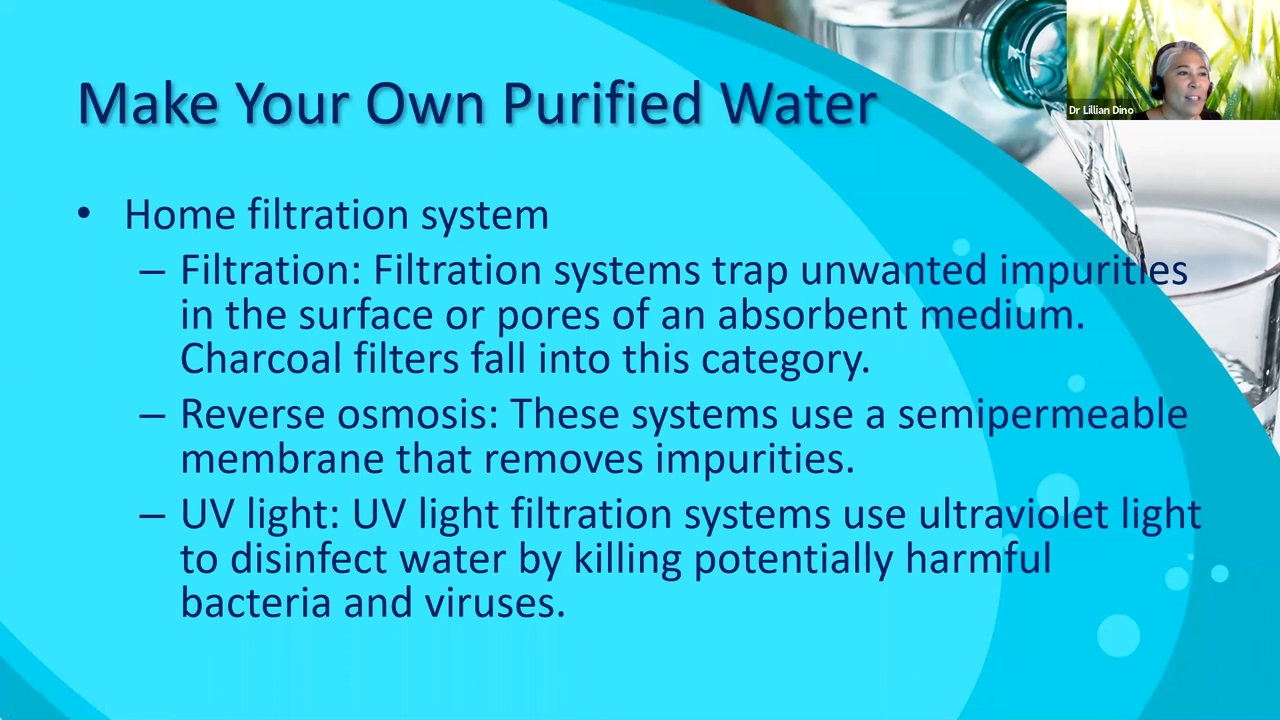 Make Your Own Purified Water
Dr Lillian Dino
• Home filtration system
– Filtration: Filtration systems trap unwanted impurities
in the surface or pores of an absorbent medium.
Charcoal filters fall into this category.
– Reverse osmosis: These systems use a semipermeable
membrane that removes impurities.
– UV light: UV light filtration systems use ultraviolet light
to disinfect water by killing potentially harmful
bacteria and viruses.